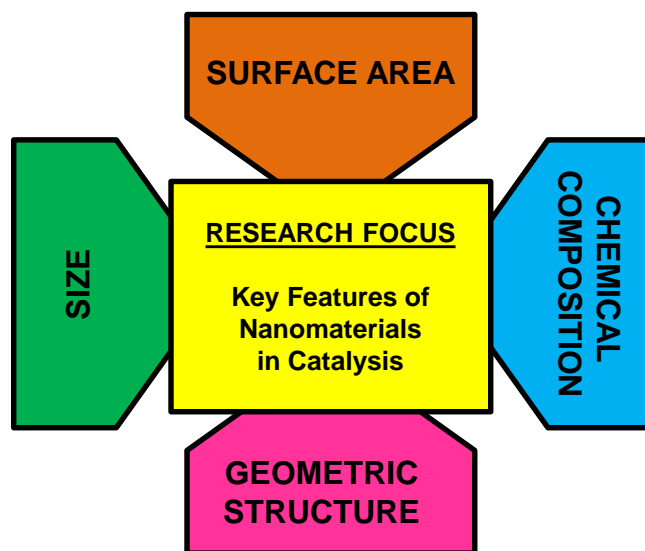 SURFACE AREA
SIZE
RESEARCH FOCUS
Key Features of
Nanomaterials
in Catalysis
CHEMICAL
COMPOSITION
GEOMETRIC
STRUCTURE